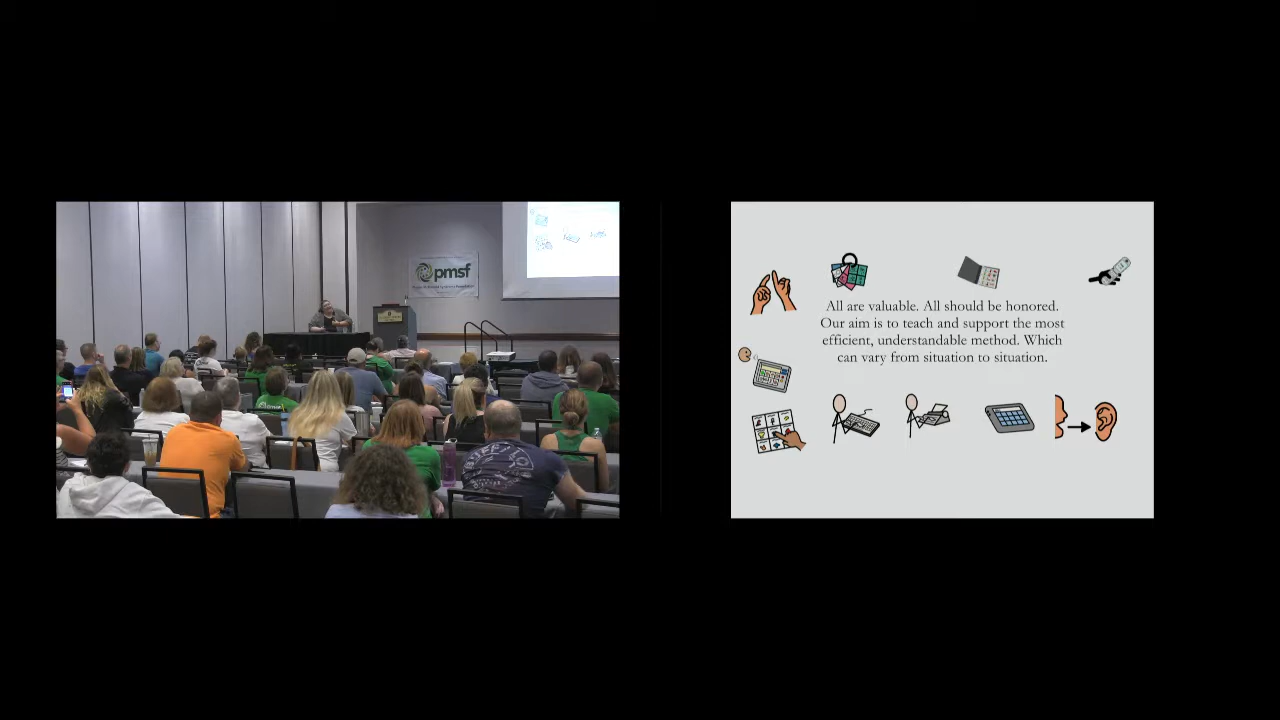 pmsf
All are valuable. All should be honored.
Our aim is to teach and support the most
efficient, understandable method. Which
can vary from situation to situation.